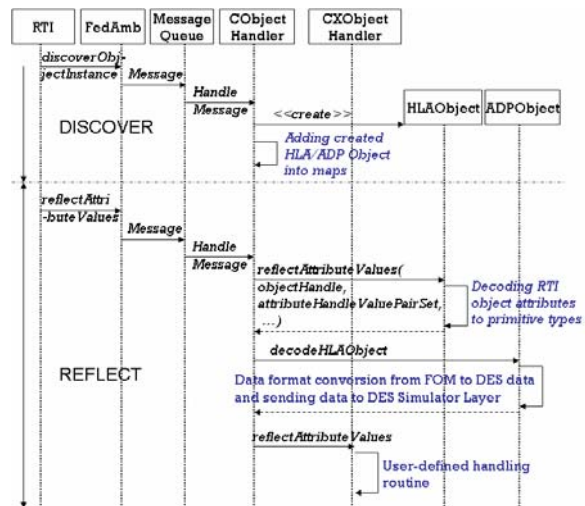 RTI
FedAmb
Message
Queue
CObject
Handler
CXObject
Handler
discoverObj-
jectInstance
Message
Handle
Message
<<create>>
HLAObject
ADPObject
DISCOVER
Adding created
HLA/ADP Object
into maps
reflectAttri
-buteValues
Message
Handle
Message
reflectAttributeValues(
objectHandle,
attributeHandleValuePairSet,
...)
Decoding RTI
object attributes
to primitive types
decodeHLAObject
REFLECT
Data format conversion from FOM to DES data
and sending data to DES Simulator Layer
reflectAttributeValues
User-defined handling
routine